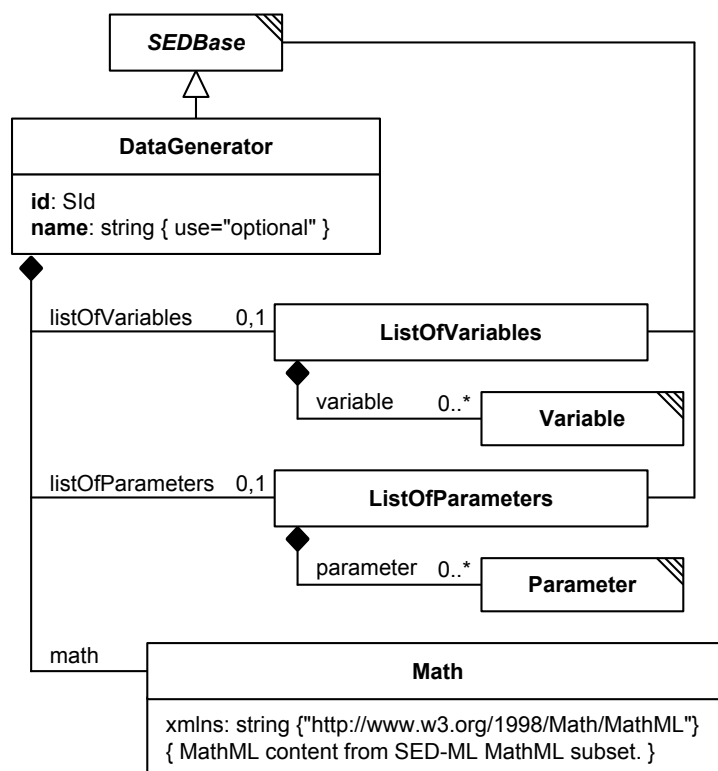 SEDBase
DataGenerator
id: SId
name: string { use="optional" }
listOfVariables 0,1
ListOfVariables
variable 0..*
Variable
listOfParameters 0,1
ListOfParameters
parameter 0..*
Parameter
math
Math
xmlns: string {"http://www.w3.org/1998/Math/MathML"}
{ MathML content from SED-ML MathML subset. }